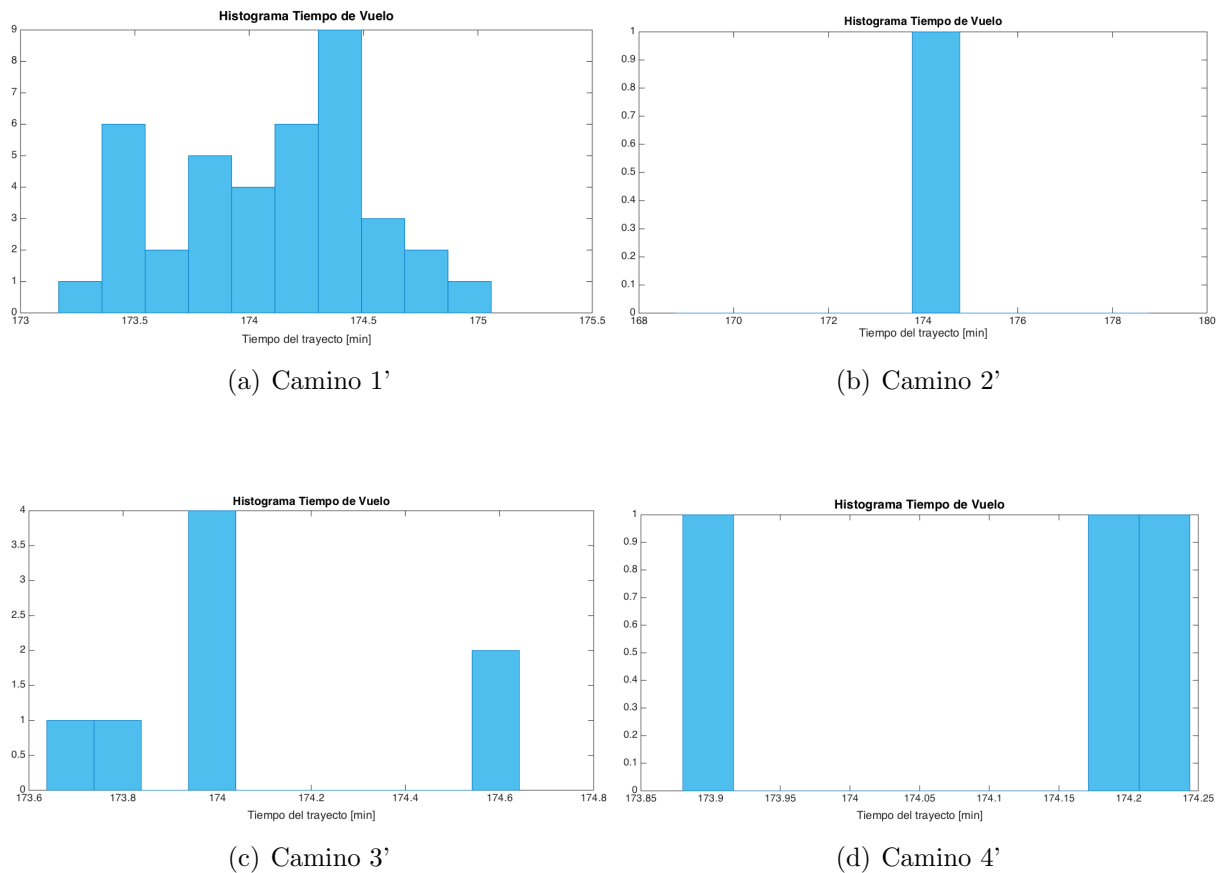 Histograma Tiempo de Vuelo
9
8
7
6
5
4
3
2
1
0
173 173.5 174 174.5 175 175.5
Tiempo del trayecto [min]
(a) Camino 1’
Histograma Tiempo de Vuelo
1
0.9
0.8
0.7
0.6
0.5
0.4
0.3
0.2
0.1
0
168 170 172 174 176 178 180
Tiempo del trayecto [min]
(b) Camino 2’
Histograma Tiempo de Vuelo
4
3.5
3
2.5
2
1.5
1
0.5
0
173.6 173.8 174 174.2 174.4 174.6 174.8
Tiempo del trayecto [min]
(c) Camino 3’
Histograma Tiempo de Vuelo
1
0.9
0.8
0.7
0.6
0.5
0.4
0.3
0.2
0.1
0
173.85 173.9 173.95 174 174.05 174.1 174.15 174.2 174.25
Tiempo del trayecto [min]
(d) Camino 4’